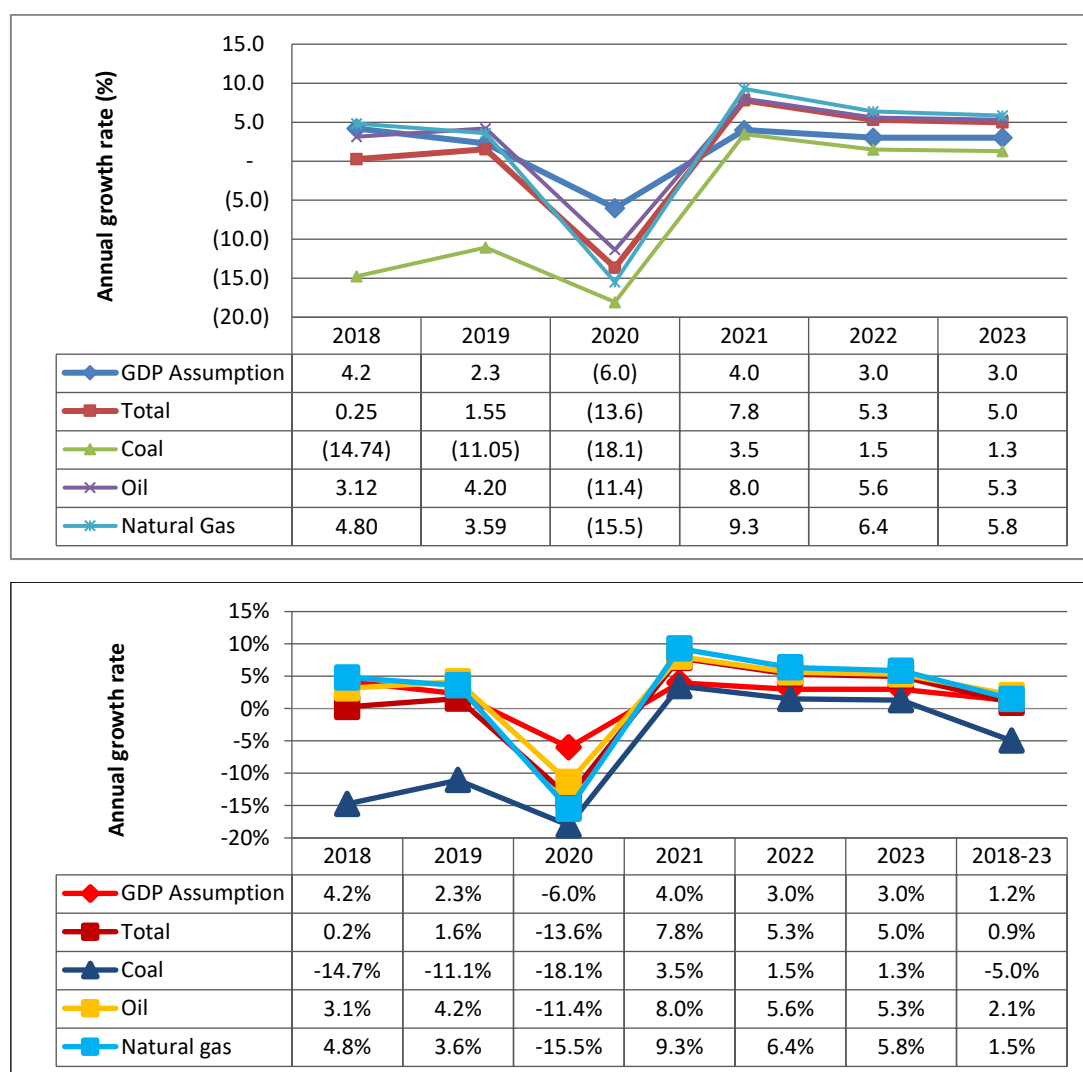 15.0
10.0
5.0
-
(5.0)
(10.0)
(15.0)
(20.0)
Annual growth rate (%)
2018 2019 2020 2021 2022 2023
GDP Assumption 4.2 2.3 (6.0) 4.0 3.0 3.0
Total 0.25 1.55 (13.6) 7.8 5.3 5.0
Coal (14.74) (11.05) (18.1) 3.5 1.5 1.3
Oil 3.12 4.20 (11.4) 8.0 5.6 5.3
Natural Gas 4.80 3.59 (15.5) 9.3 6.4 5.8
15%
10%
5%
0%
-5%
-10%
-15%
-20%
Annual growth rate
2018 2019 2020 2021 2022 2023 2018-23
GDP Assumption 4.2% 2.3% -6.0% 4.0% 3.0% 3.0% 1.2%
Total 0.2% 1.6% -13.6% 7.8% 5.3% 5.0% 0.9%
Coal -14.7% -11.1% -18.1% 3.5% 1.5% 1.3% -5.0%
Oil 3.1% 4.2% -11.4% 8.0% 5.6% 5.3% 2.1%
Natural gas 4.8% 3.6% -15.5% 9.3% 6.4% 5.8% 1.5%